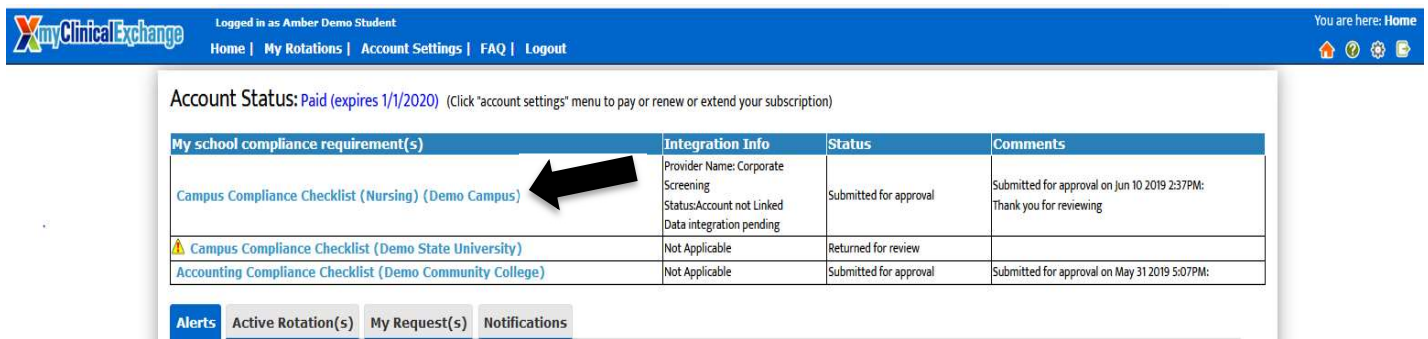 myClinicalExchange
Logged in as Amber Demo Student
You are here: Home
Home | My Rotations | Account Settings | FAQ | Logout
Account Status: Paid (expires 1/1/2020) (Click "account settings" menu to pay or renew or extend your subscription)
My school compliance requirement(s) Integration Info Status Comments
Campus Compliance Checklist (Nursing) (Demo Campus)
Provider Name: Corporate
Screening
Status:Account not Linked
Data integration pending
Submitted for approval
Submitted for approval on Jun 10 2019 2:37PM:
Thank you for reviewing
Campus Compliance Checklist (Demo State University) Not Applicable Returned for review
Accounting Compliance Checklist (Demo Community College) Not Applicable Submitted for approval Submitted for approval on May 31 2019 5:07PM:
Alerts Active Rotation(s) My Request(s) Notifications